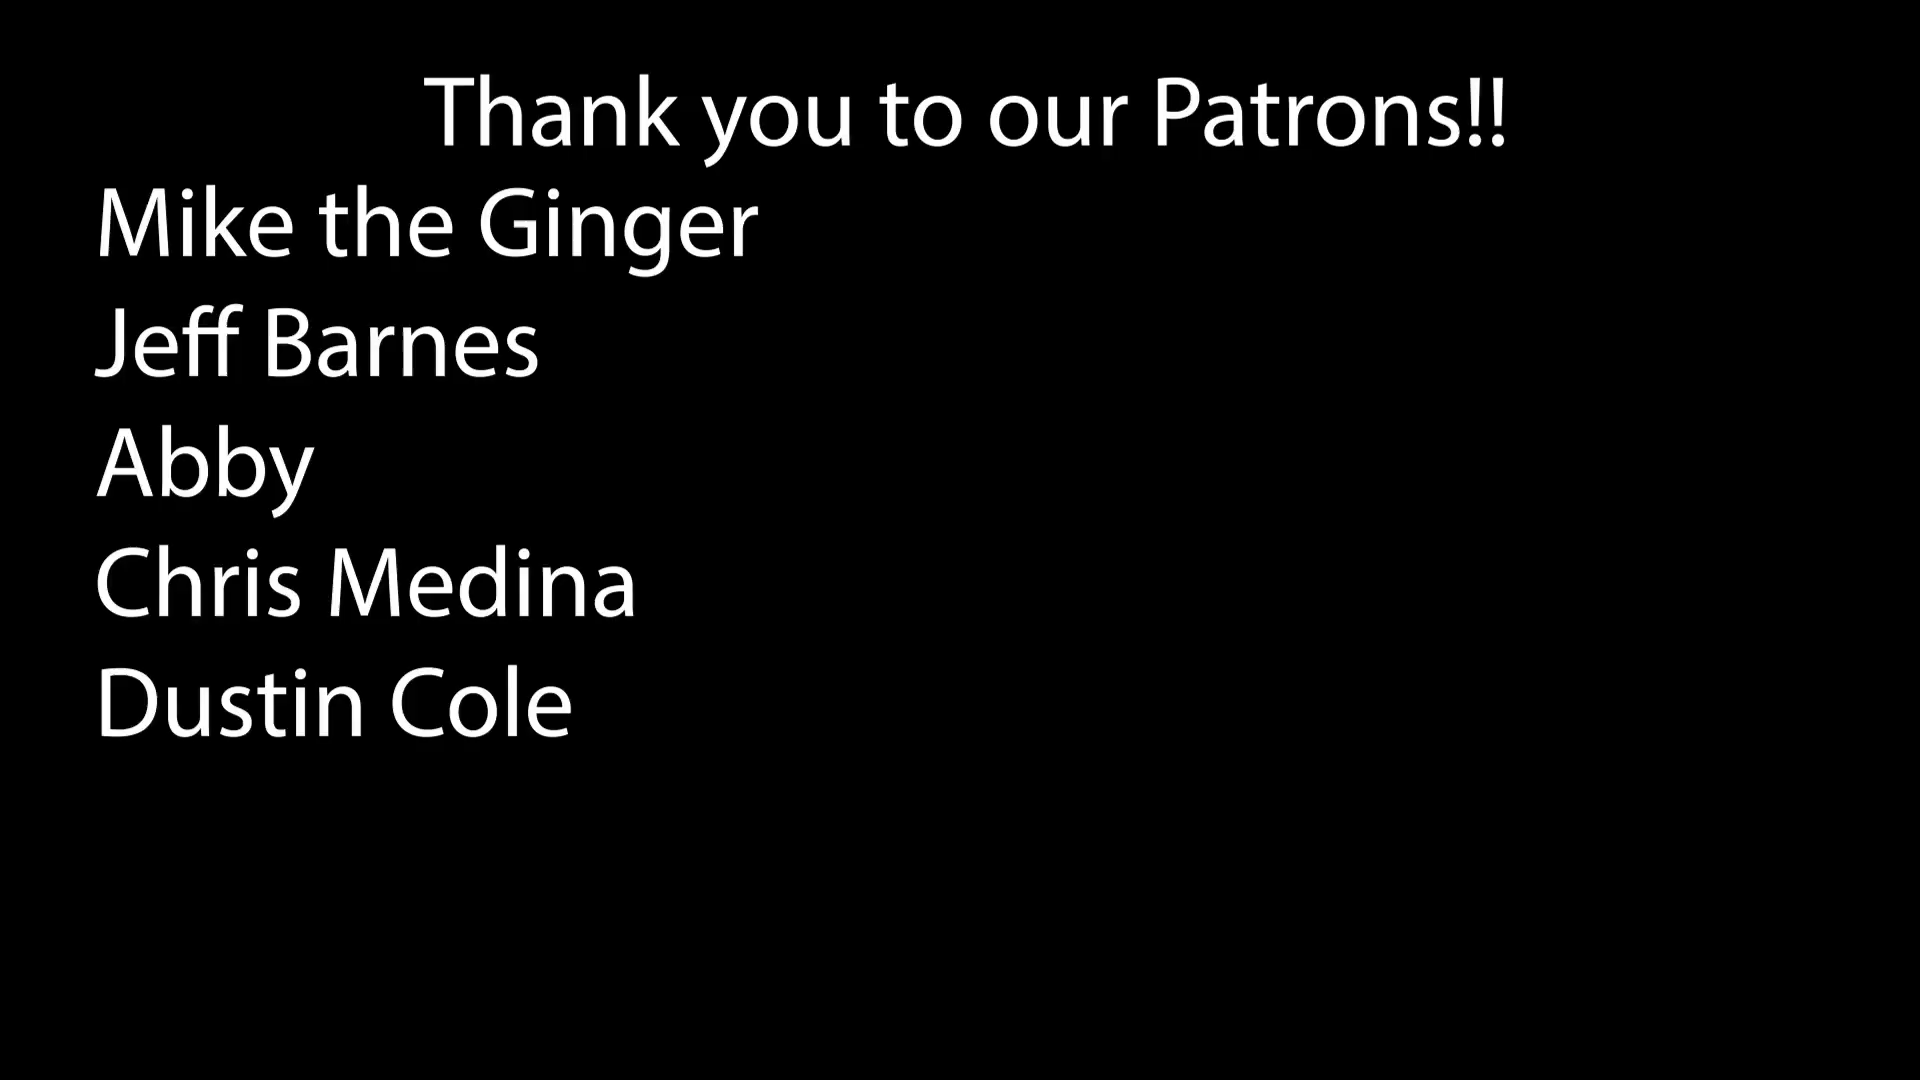 Thank you to our Patrons!!
Mike the Ginger
Jeff Barnes
Abby
Chris Medina
Dustin Cole